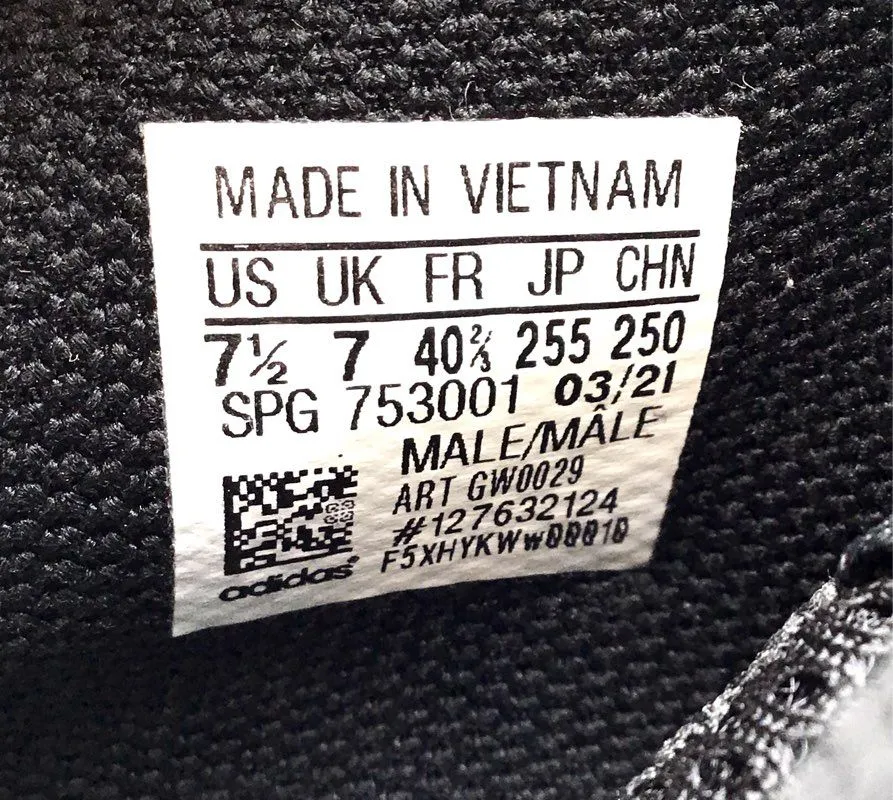 MADE IN VIETNAM
US UK FR JP CHN
7½ 7 40⅔ 255 250
SPG 753001 03/21
MALE/MÂLE
ART GW0029
#127632124
F5XHYKWw00010
adidas